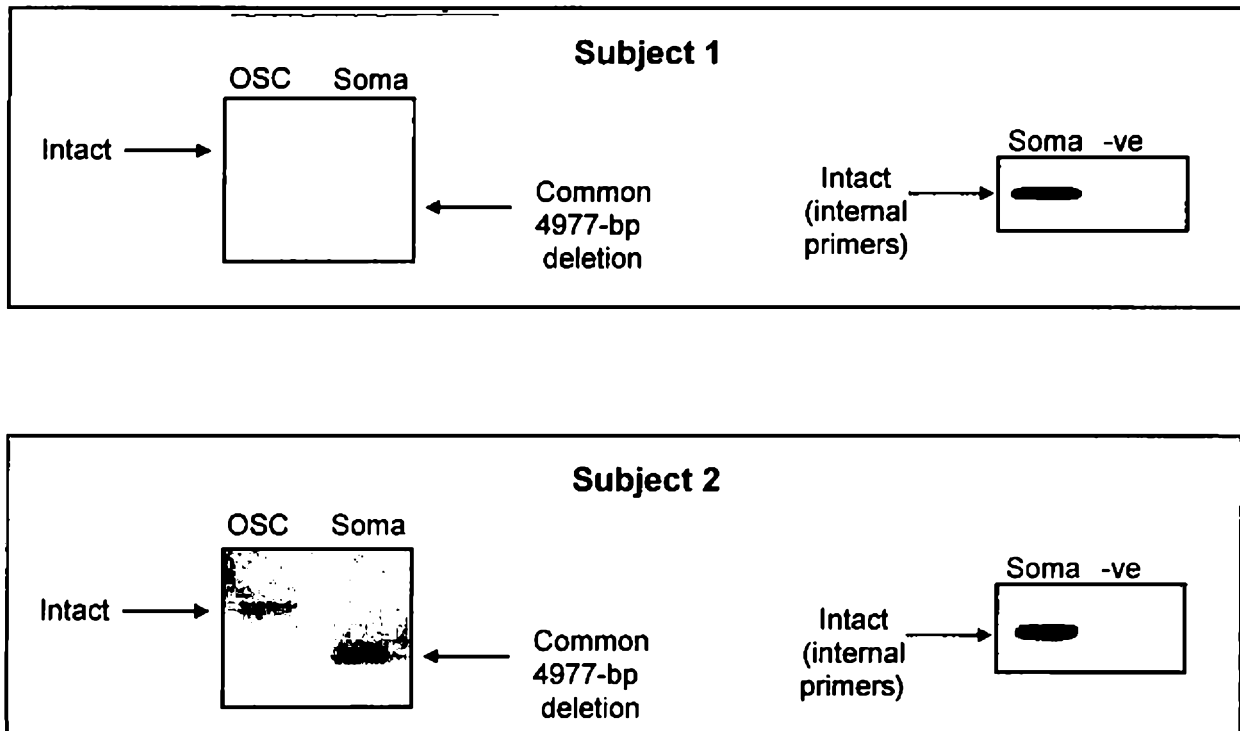 Subject 1
OSC Soma
Intact
Common
4977-bp
deletion
Soma -ve
Intact
(internal
primers)
Subject 2
OSC Soma
Intact
Common
4977-bp
deletion
Soma -ve
Intact
(internal
primers)